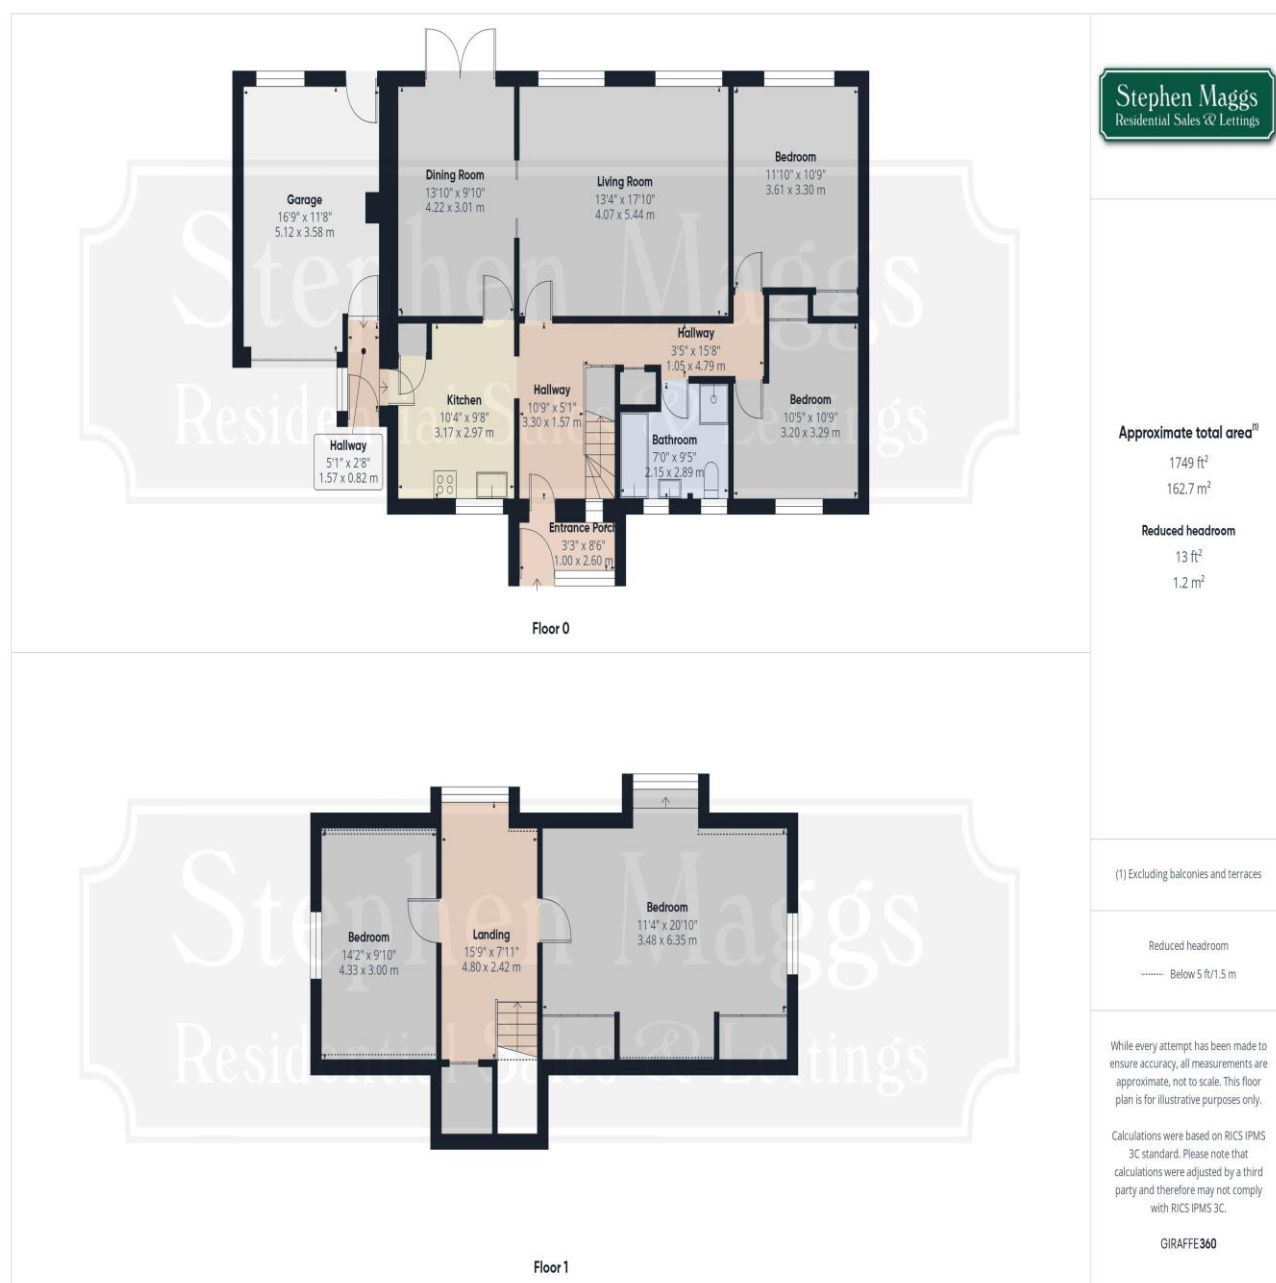 Stephen Maggs
Residential Sales & Lettings
Garage
16'9" x 11'8"
5.12 x 3.58 m
Dining Room
13'10" x 9'10"
4.22 x 3.01 m
Living Room
13'4" x 17'10"
4.07 x 5.44 m
Bedroom
11'10" x 10'9"
3.61 x 3.30 m
Hallway
3'5" x 15'8"
1.05 x 4.79 m
Kitchen
10'4" x 9'8"
3.17 x 2.97 m
Hallway
10'9" x 5'1"
3.30 x 1.57 m
Bedroom
10'5" x 10'9"
3.20 x 3.29 m
Hallway
5'1" x 2'8"
1.57 x 0.82 m
Bathroom
7'0" x 9'5"
2.15 x 2.89 m
Entrance Porch
3'3" x 8'6"
1.00 x 2.60 m
Stephen Maggs
Residential Sales & Lettings
Floor 0
Bedroom
14'2" x 9'10"
4.33 x 3.00 m
Landing
15'9" x 7'11"
4.80 x 2.42 m
Bedroom
11'4" x 20'10"
3.48 x 6.35 m
Stephen Maggs
Residential Sales & Lettings
Floor 1
Approximate total area⁽¹⁾
1749 ft²
162.7 m²
Reduced headroom
13 ft²
1.2 m²
(1) Excluding balconies and terraces
Reduced headroom
Below 5 ft/1.5 m
While every attempt has been made to
ensure accuracy, all measurements are
approximate, not to scale. This floor
plan is for illustrative purposes only.
Calculations were based on RICS IPMS
3C standard. Please note that
calculations were adjusted by a third
party and therefore may not comply
with RICS IPMS 3C.
GIRAFFE360